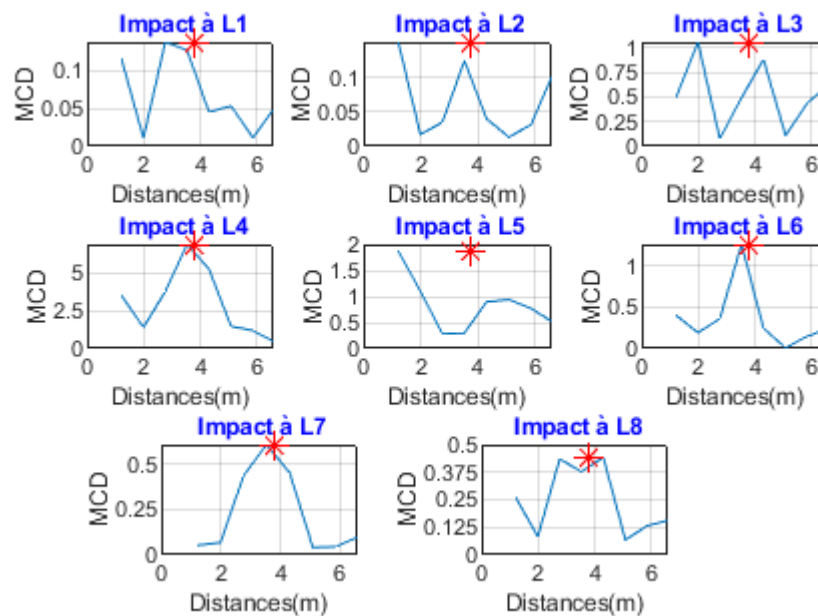 Impact à L1
Impact à L2
Impact à L3
MCD
0.1
0.05
0
0 2 4 6
Distances(m)
MCD
0.1
0.05
0
0 2 4 6
Distances(m)
MCD
1
0.75
0.5
0.25
0
0 2 4 6
Distances(m)
Impact à L4
Impact à L5
Impact à L6
MCD
5
2.5
0
0 2 4 6
Distances(m)
MCD
2
1.5
1
0.5
0
0 2 4 6
Distances(m)
MCD
1
0.5
0
0 2 4 6
Distances(m)
Impact à L7
Impact à L8
MCD
0.5
0.25
0
0 2 4 6
Distances(m)
MCD
0.5
0.375
0.25
0.125
0
0 2 4 6
Distances(m)